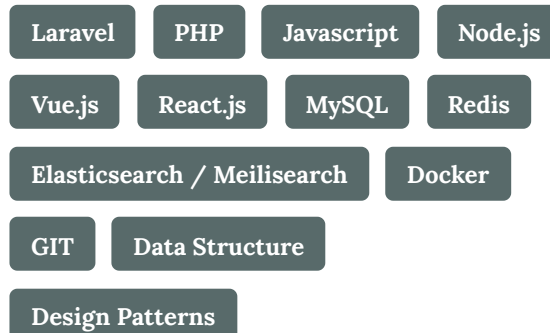 Laravel PHP Javascript Node.js
Vue.js React.js MySQL Redis
Elasticsearch / Meilisearch Docker
GIT Data Structure
Design Patterns